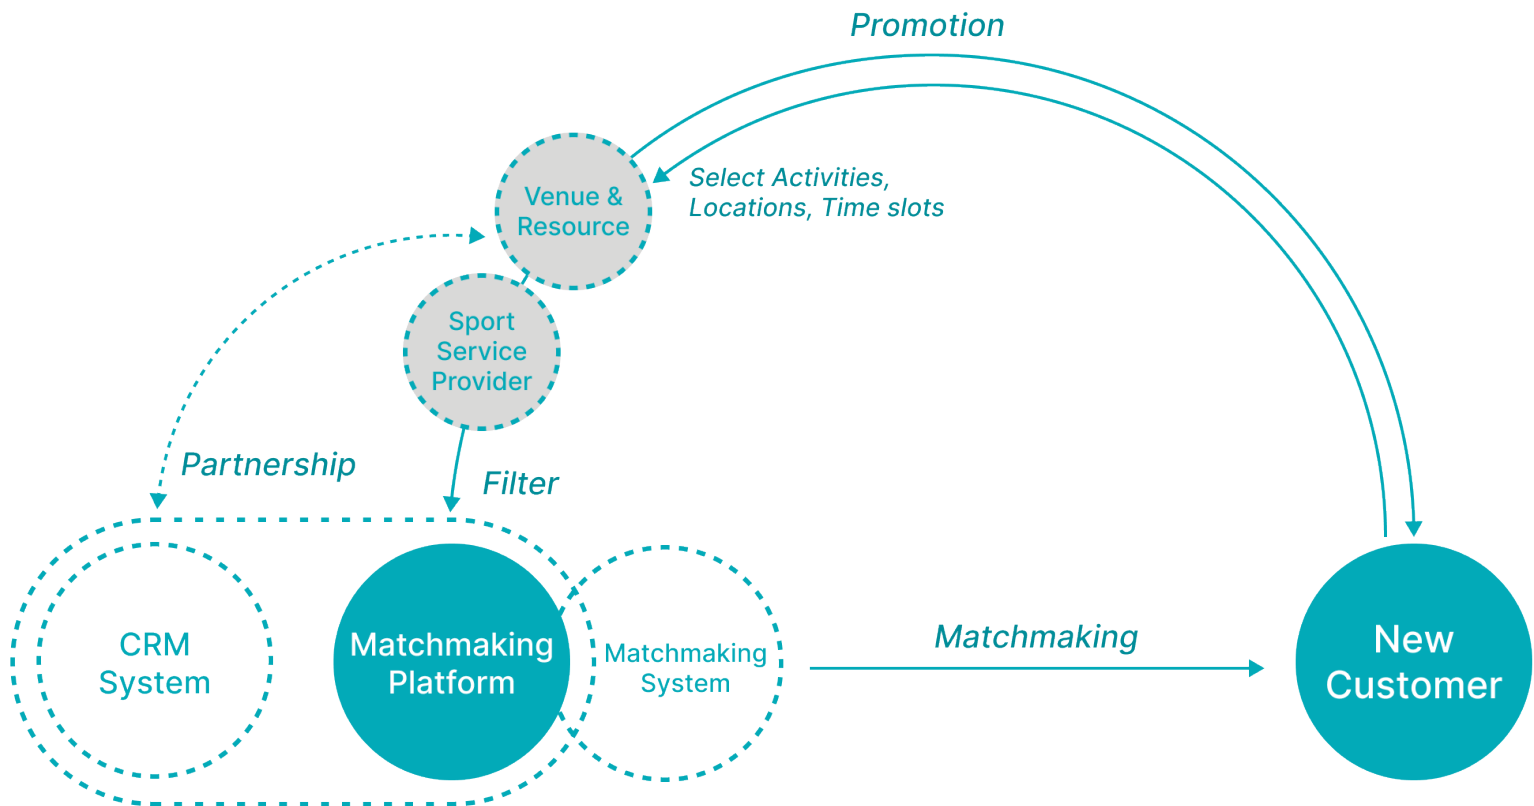 Promotion
Venue &
Resource
Select Activities,
Locations, Time slots
Sport
Service
Provider
Partnership
Filter
CRM
System
Matchmaking
Platform
Matchmaking
System
Matchmaking
New
Customer